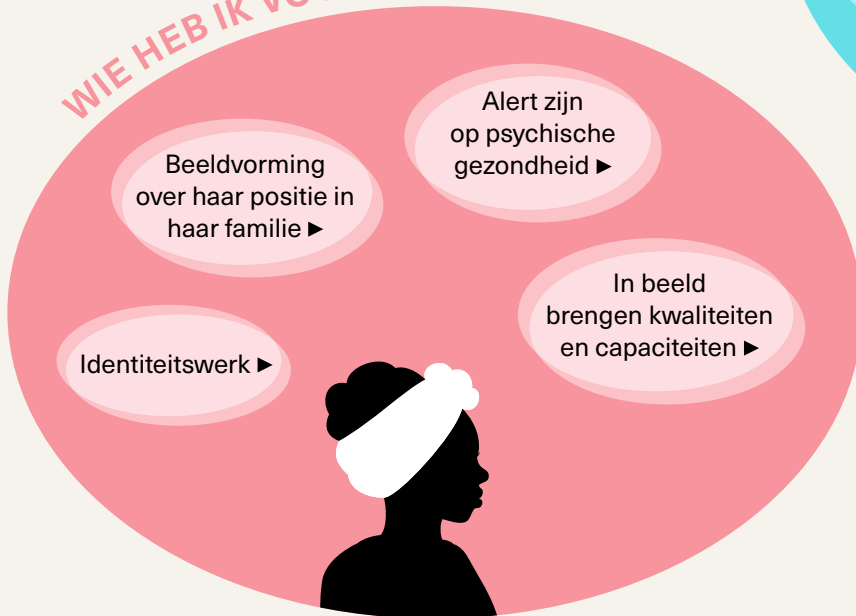 WIE HEB IK
Alert zijn
op psychische
gezondheid ►
Beeldvorming
over haar positie in
haar familie ►
In beeld
brengen kwaliteiten
en capaciteiten ►
Identiteitswerk ►